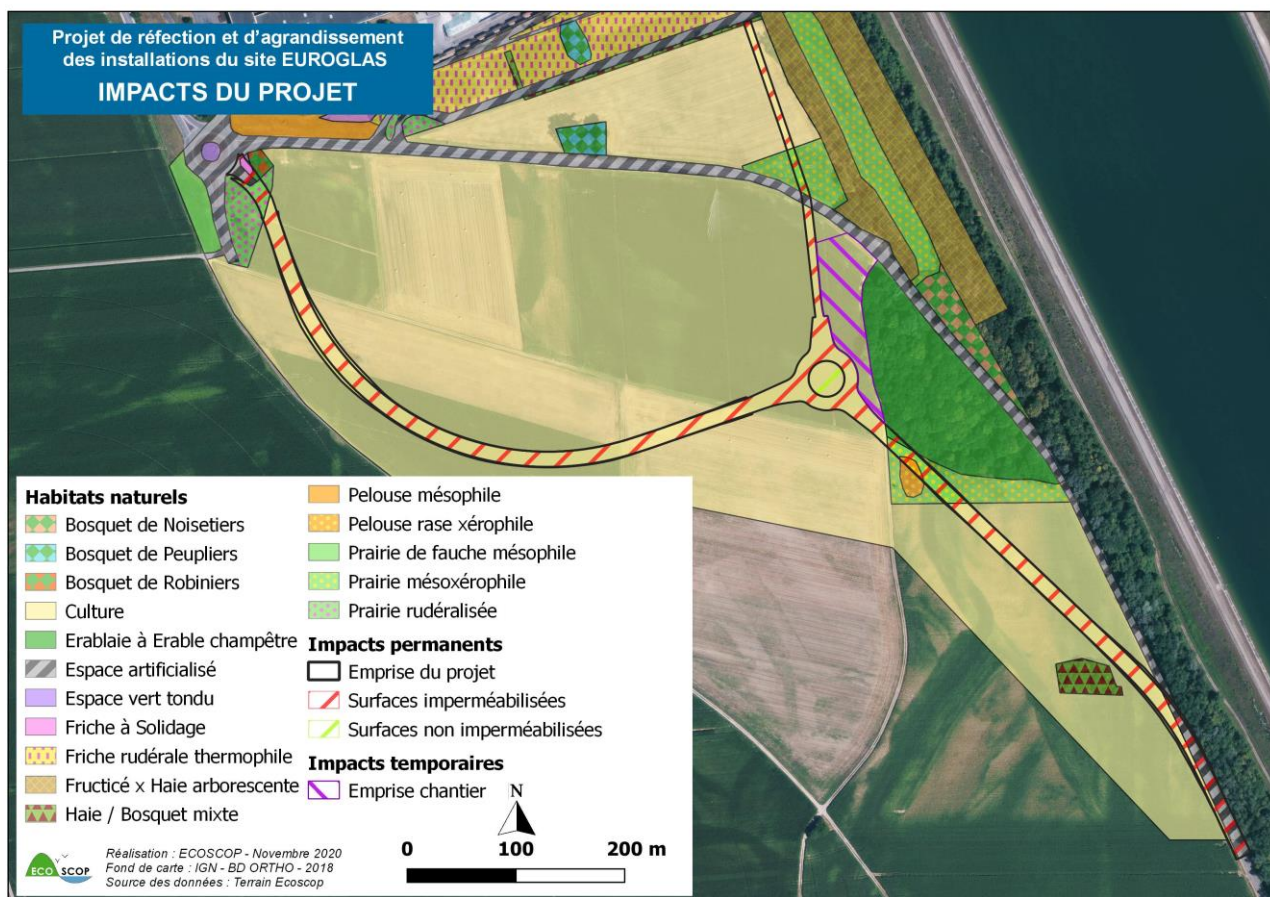 Projet de réfection et d'agrandissement
des installations du site EUROGLAS
IMPACTS DU PROJET
Habitats naturels
Bosquet de Noisetiers
Bosquet de Peupliers
Bosquet de Robiniers
Culture
Erablaie à Erable champêtre
Espace artificialisé
Espace vert tondu
Friche à Solidage
Friche rudérale thermophile
Fructicé x Haie arborescente
Haie / Bosquet mixte
Pelouse mésophile
Pelouse rase xérophile
Prairie de fauche mésophile
Prairie mésoxérophile
Prairie rudéralisée
Impacts permanents
Emprise du projet
Surfaces imperméabilisées
Surfaces non imperméabilisées
Impacts temporaires
Emprise chantier
N
0 100 200 m
ECO SCOP
Réalisation : ECOSCOP - Novembre 2020
Fond de carte : IGN - BD ORTHO - 2018
Source des données : Terrain Ecoscop